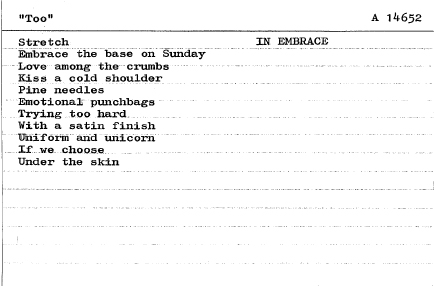 "Too" A 14652
Stretch IN EMBRACE
Embrace the base on Sunday
Love among the crumbs
Kiss a cold shoulder
Pine needles
Emotional punchbags
Trying too hard
With a satin finish
Uniform and unicorn
If we choose
Under the skin